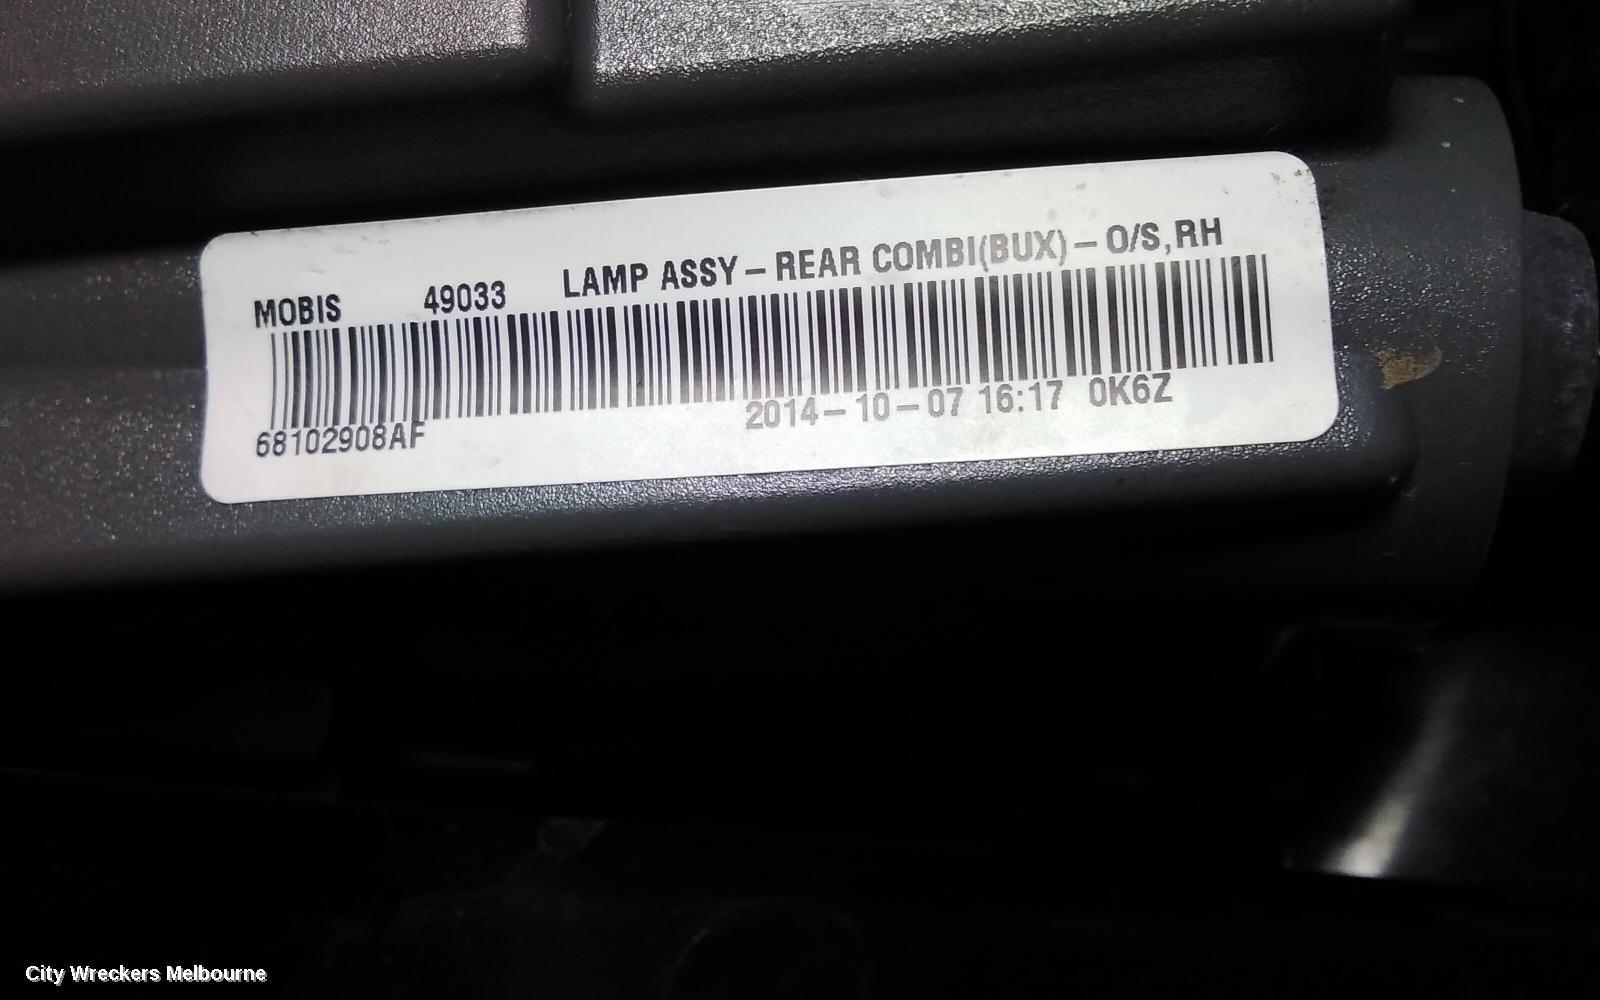 MOBIS 49033 LAMP ASSY – REAR COMBI(BUX) – O/S,RH
68102908AF 2014–10–07 16:17 0K6Z
City Wreckers Melbourne